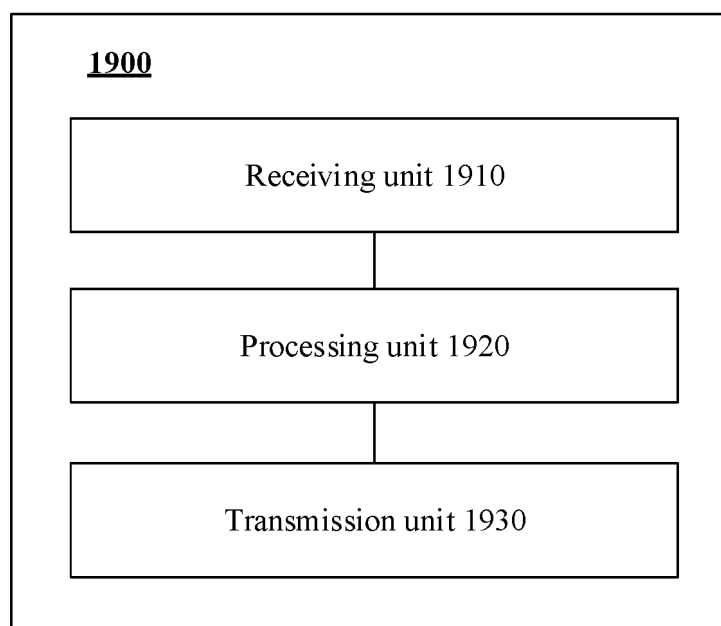 1900
Receiving unit 1910
Processing unit 1920
Transmission unit 1930